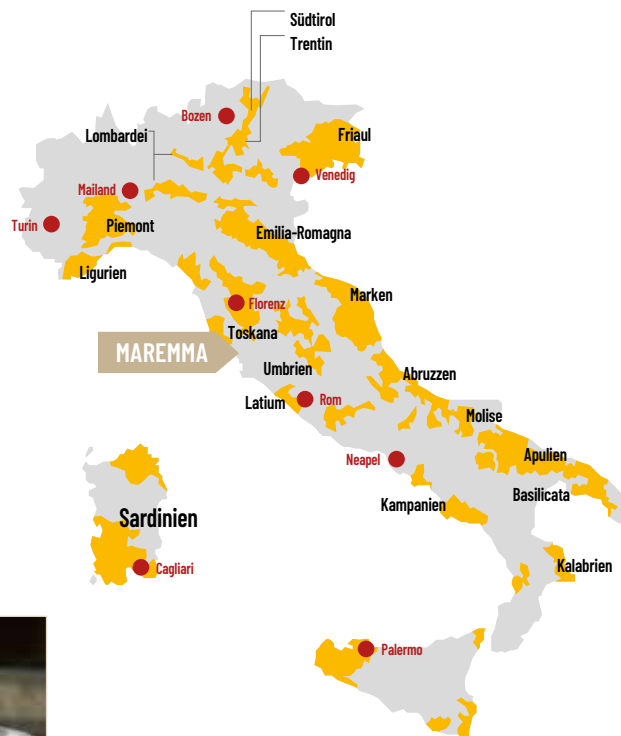 Südtirol
Trentin
Bozen
Lombardei
Friaul
Venedig
Mailand
Turin
Piemont
Emilia-Romagna
Ligurien
Marken
Florenz
Toskana
MAREMMA
Umbrien
Abruzzen
Latium
Rom
Molise
Neapel
Apulien
Basilicata
Kampanien
Sardinien
Kalabrien
Cagliari
Palermo